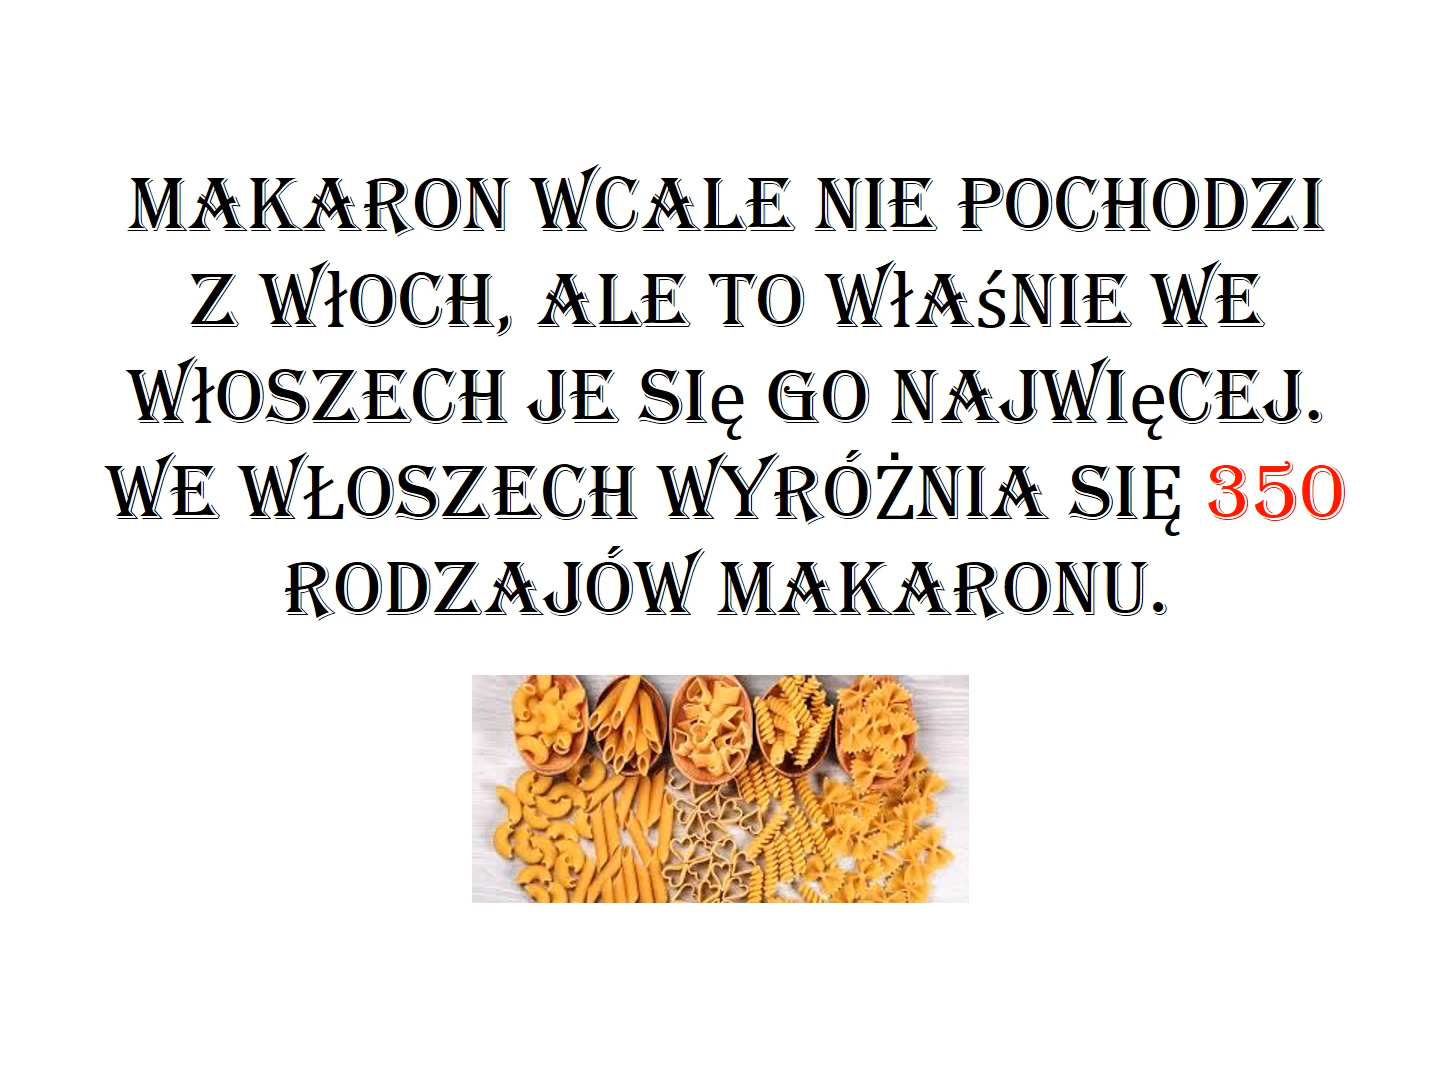 MAKARON WCALE NIE POCHODZI
Z WłOCH, ALE TO WłAśNIE WE
WłOSZECH JE SIę GO NAJWIęCEJ.
WE WŁOSZECH WYRÓŻNIA SIĘ 350
RODZAJÓW MAKARONU.